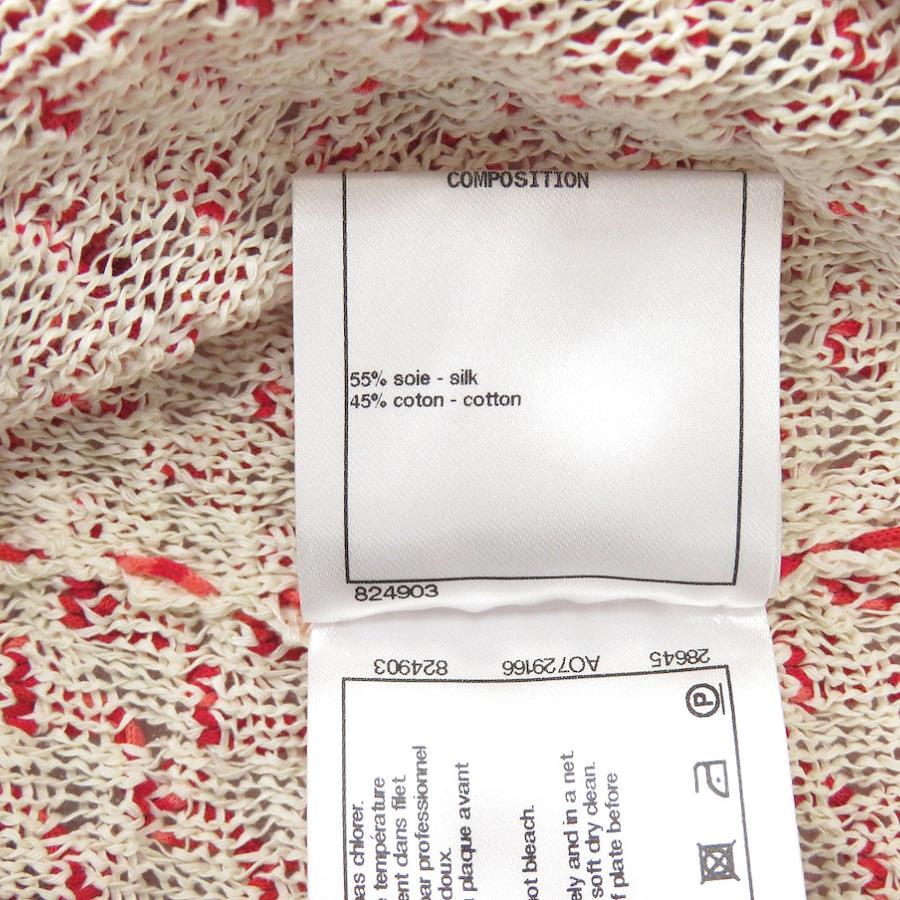 COMPOSITION
55% soie - silk
45% coton - cotton
824903
28645 AO729166 824903
pas chlorer.
température
ent dans filet.
par professionnel
doux.
plaque avant
not bleach.
ely and in a net.
soft dry clean.
f plate before
P